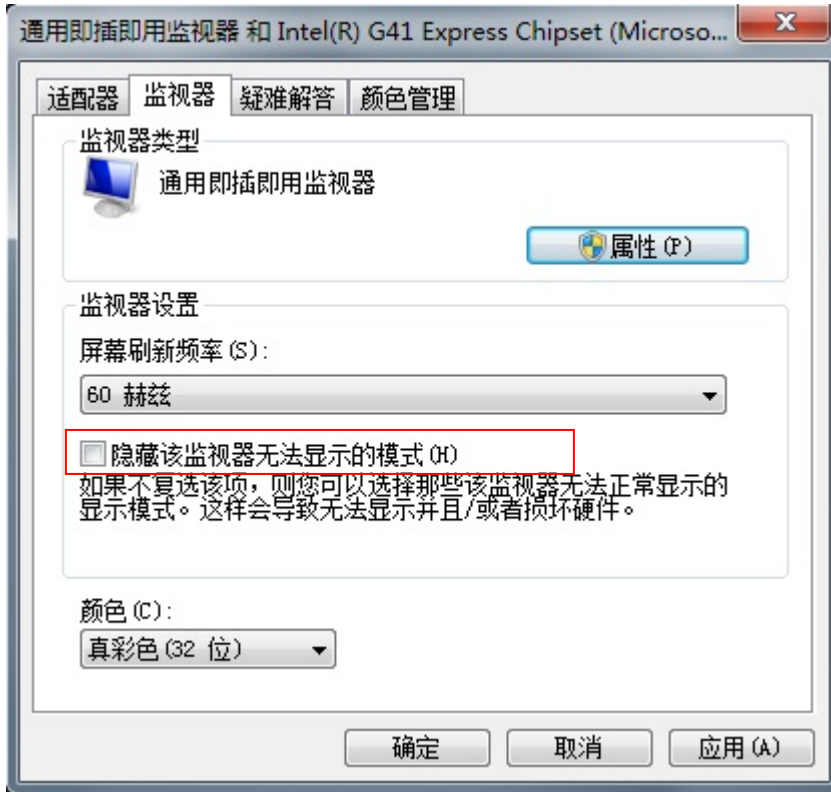 通用即插即用监视器 和 Intel(R) G41 Express Chipset (Microso...
适配器 监视器 疑难解答 颜色管理
监视器类型
通用即插即用监视器
属性(P)
监视器设置
屏幕刷新频率(S):
60 赫兹
隐藏该监视器无法显示的模式(H)
如果不复选该项，则您可以选择那些该监视器无法正常显示的
显示模式。这样会导致无法显示并且/或者损坏硬件。
颜色(C):
真彩色(32 位)
确定 取消 应用(A)